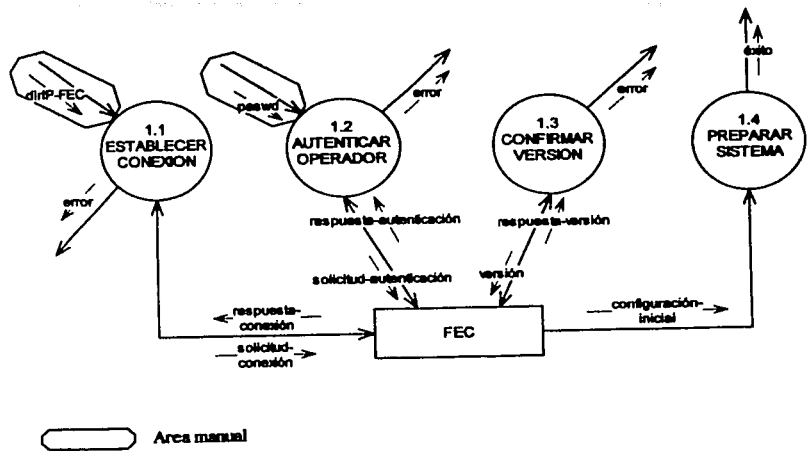 éxito
dirIP-FEC
paswd
error
error
1.1
ESTABLECER
CONEXION
1.2
AUTENTICAR
OPERADOR
1.3
CONFIRMAR
VERSION
1.4
PREPARAR
SISTEMA
error
respuesta-autenticación
respuesta-versión
solicitud-autenticación
versión
respuesta-
conexión
solicitud-
conexión
FEC
configuración-
inicial
Area manual